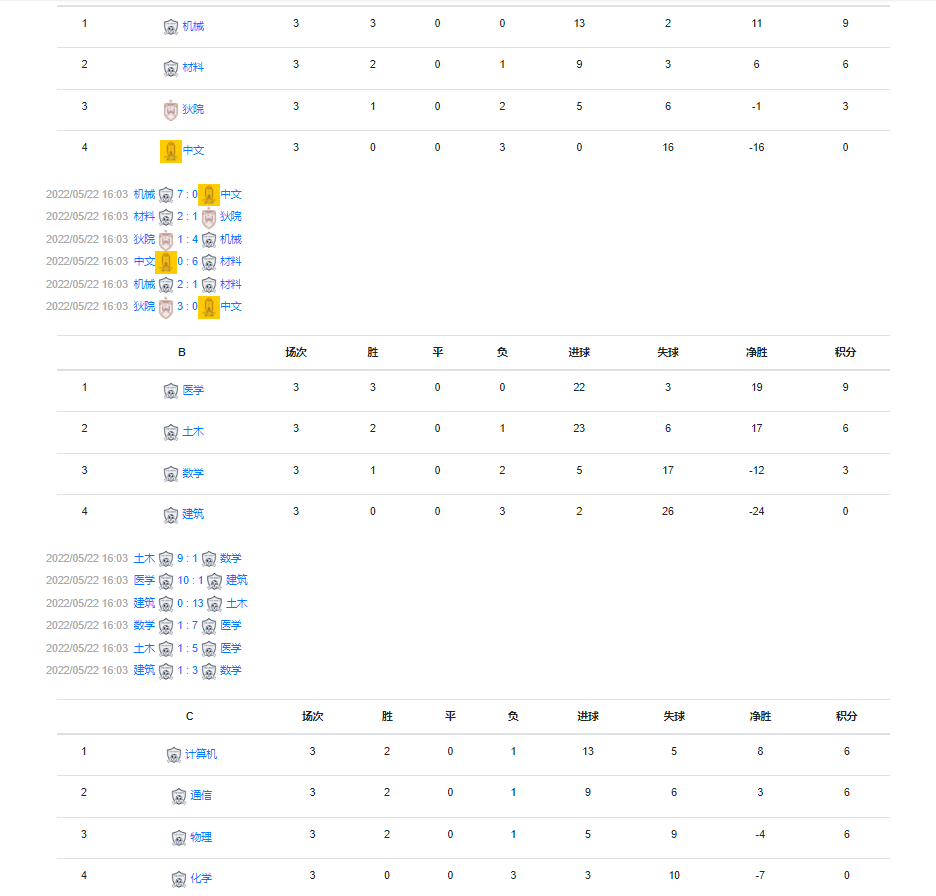 1 机械 3 3 0 0 13 2 11 9
2 材料 3 2 0 1 9 3 6 6
3 狄院 3 1 0 2 5 6 -1 3
4 中文 3 0 0 3 0 16 -16 0
2022/05/22 16:03 机械 7 : 0 中文
2022/05/22 16:03 材料 2 : 1 狄院
2022/05/22 16:03 狄院 1 : 4 机械
2022/05/22 16:03 中文 0 : 6 材料
2022/05/22 16:03 机械 2 : 1 材料
2022/05/22 16:03 狄院 3 : 0 中文
B 场次 胜 平 负 进球 失球 净胜 积分
1 医学 3 3 0 0 22 3 19 9
2 土木 3 2 0 1 23 6 17 6
3 数学 3 1 0 2 5 17 -12 3
4 建筑 3 0 0 3 2 26 -24 0
2022/05/22 16:03 土木 9 : 1 数学
2022/05/22 16:03 医学 10 : 1 建筑
2022/05/22 16:03 建筑 0 : 13 土木
2022/05/22 16:03 数学 1 : 7 医学
2022/05/22 16:03 土木 1 : 5 医学
2022/05/22 16:03 建筑 1 : 3 数学
C 场次 胜 平 负 进球 失球 净胜 积分
1 计算机 3 2 0 1 13 5 8 6
2 通信 3 2 0 1 9 6 3 6
3 物理 3 2 0 1 5 9 -4 6
4 化学 3 0 0 3 3 10 -7 0